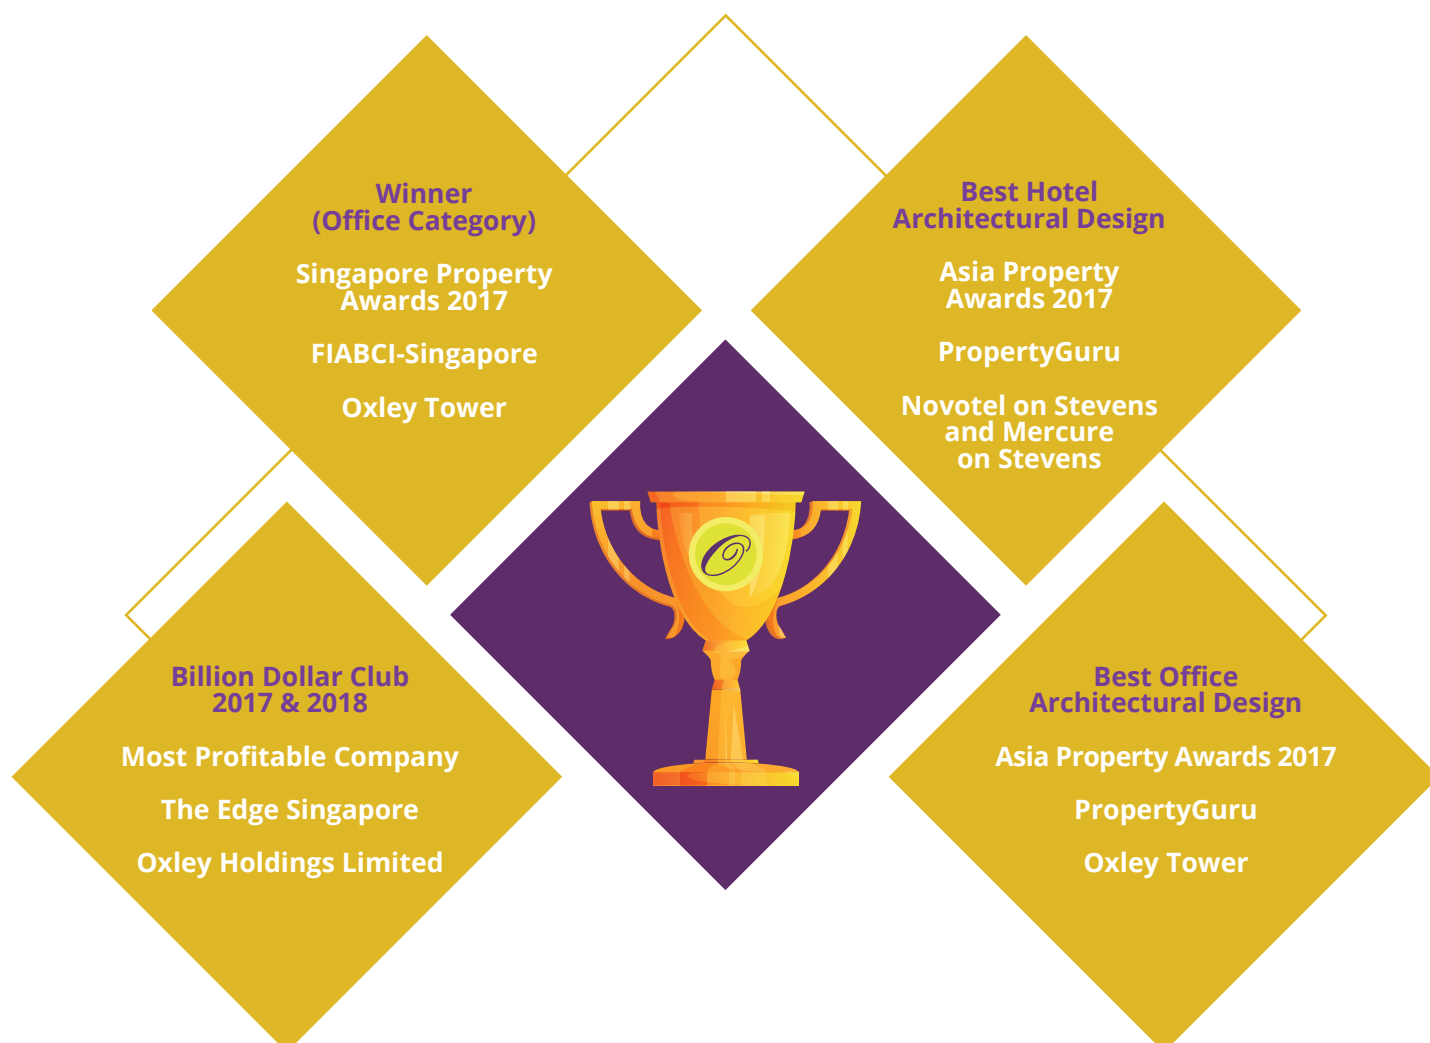 Winner
(Office Category)
Singapore Property
Awards 2017
FIABCI-Singapore
Oxley Tower
Best Hotel
Architectural Design
Asia Property
Awards 2017
PropertyGuru
Novotel on Stevens
and Mercure
on Stevens
O
Billion Dollar Club
2017 & 2018
Most Profitable Company
The Edge Singapore
Oxley Holdings Limited
Best Office
Architectural Design
Asia Property Awards 2017
PropertyGuru
Oxley Tower